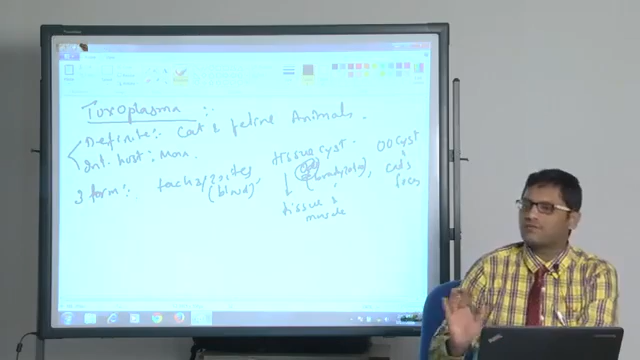 Toxoplasma :-
Definite :- Cat & feline Animals.
Int. host : Man
3 form :- tachyzoites (blood), tissue cyst (bradyzoite), OOCyst
cats feces
tissue & muscle